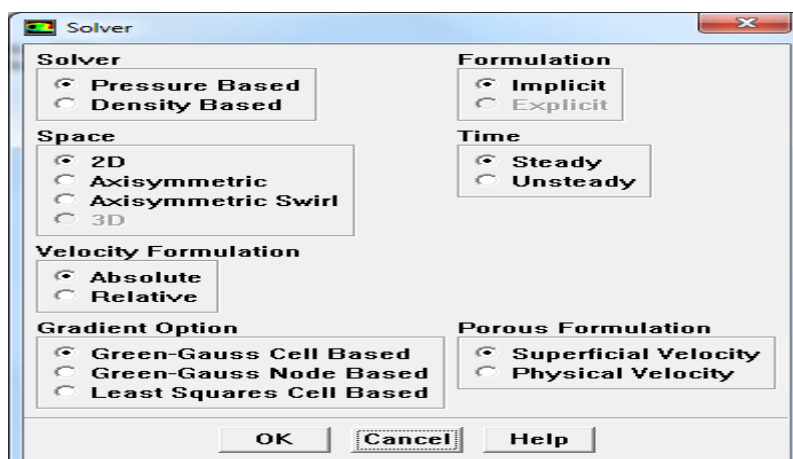 Solver
Solver
Pressure Based
Density Based
Formulation
Implicit
Explicit
Space
2D
Axisymmetric
Axisymmetric Swirl
3D
Time
Steady
Unsteady
Velocity Formulation
Absolute
Relative
Gradient Option
Green-Gauss Cell Based
Green-Gauss Node Based
Least Squares Cell Based
Porous Formulation
Superficial Velocity
Physical Velocity
OK
Cancel
Help